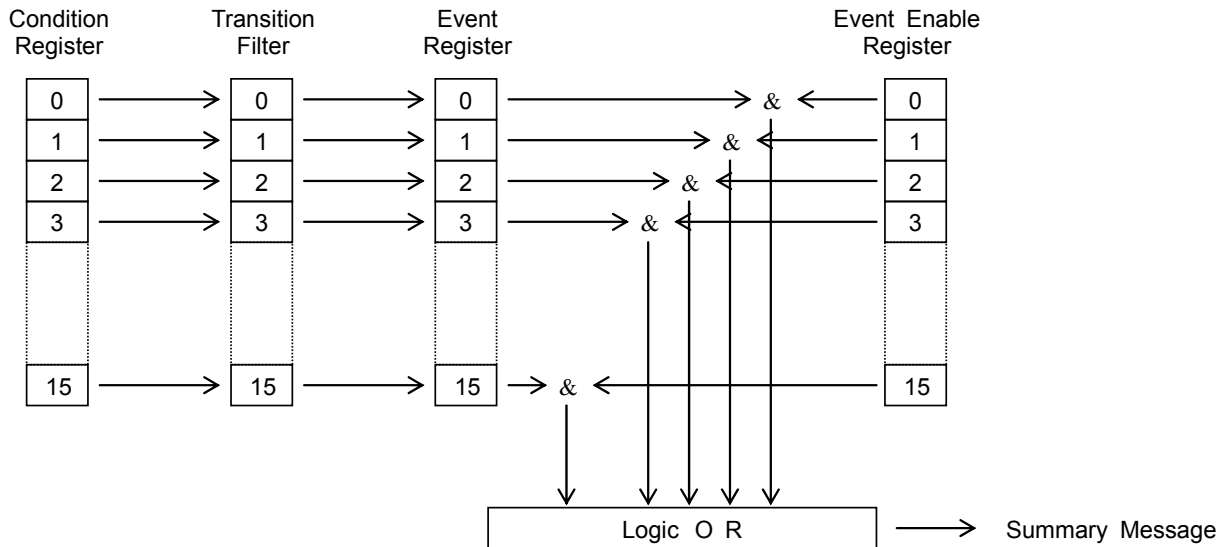 Condition Register
Transition Filter
Event Register
Event Enable Register
0 0 0 & 0
1 1 1 & 1
2 2 2 & 2
3 3 3 & 3
15 15 15 & 15
Logic O R
Summary Message